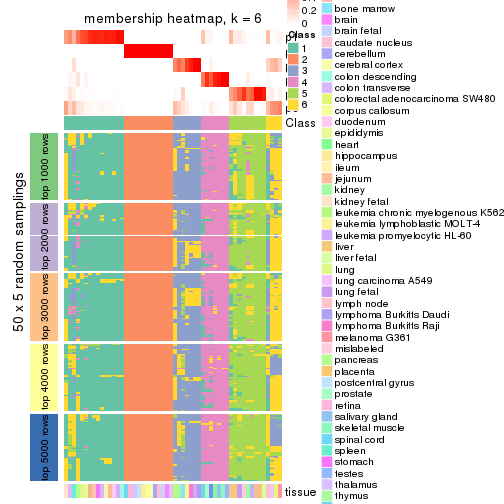 membership heatmap, k = 6
0.2
0
Class
1
2
3
4
5
6
Class
50 x 5 random samplings
top 1000 rows
top 2000 rows
top 3000 rows
top 4000 rows
top 5000 rows
tissue
bone marrow
brain
brain fetal
caudate nucleus
cerebellum
cerebral cortex
colon descending
colon transverse
colorectal adenocarcinoma SW480
corpus callosum
duodenum
epididymis
heart
hippocampus
ileum
jejunum
kidney
kidney fetal
leukemia chronic myelogenous K562
leukemia lymphoblastic MOLT-4
leukemia promyelocytic HL-60
liver
liver fetal
lung
lung carcinoma A549
lung fetal
lymph node
lymphoma Burkitts Daudi
lymphoma Burkitts Raji
melanoma G361
mislabeled
pancreas
placenta
postcentral gyrus
prostate
retina
salivary gland
skeletal muscle
spinal cord
spleen
stomach
testes
thalamus
thymus